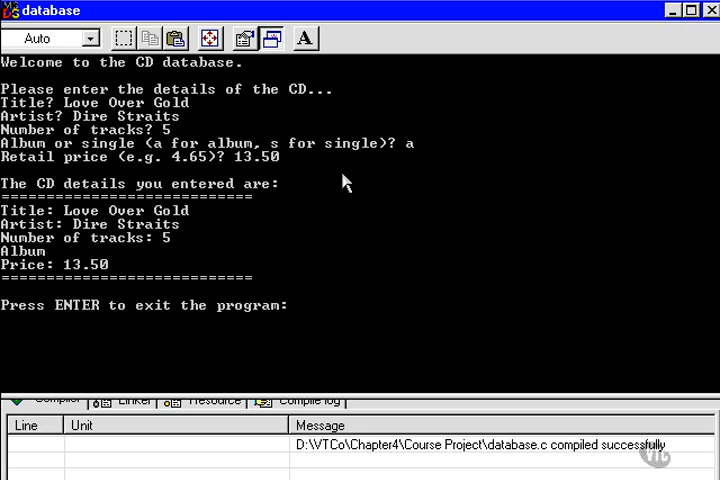 database
Auto
A
Welcome to the CD database.
Please enter the details of the CD...
Title? Love Over Gold
Artist? Dire Straits
Number of tracks? 5
Album or single (a for album, s for single)? a
Retail price (e.g. 4.65)? 13.50
The CD details you entered are:
============================
Title: Love Over Gold
Artist: Dire Straits
Number of tracks: 5
Album
Price: 13.50
============================
Press ENTER to exit the program:
Compiler Linker Resource Compile log
Line Unit Message
D:\VTCo\Chapter4\Course Project\database.c compiled successfully